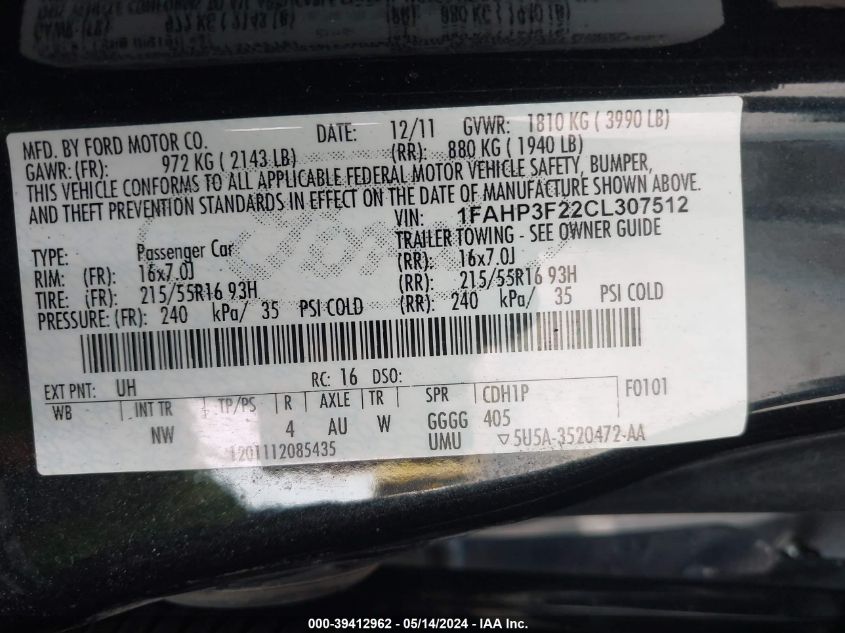 MFD. BY FORD MOTOR CO. DATE: 12/11 GVWR: 1810 KG ( 3990 LB)
GAWR: (FR): 972 KG ( 2143 LB) (RR): 880 KG ( 1940 LB)
THIS VEHICLE CONFORMS TO ALL APPLICABLE FEDERAL MOTOR VEHICLE SAFETY, BUMPER,
AND THEFT PREVENTION STANDARDS IN EFFECT ON THE DATE OF MANUFACTURE SHOWN ABOVE.
VIN: 1FAHP3F22CL307512
TYPE: Passenger Car TRAILER TOWING - SEE OWNER GUIDE
RIM: (FR): 16x7.0J (RR): 16x7.0J
TIRE: (FR): 215/55R16 93H (RR): 215/55R16 93H
PRESSURE: (FR): 240 kPa/ 35 PSI COLD (RR): 240 kPa/ 35 PSI COLD
EXT PNT: UH RC: 16 DSO: F0101
WB INT TR TP/PS R AXLE TR SPR CDH1P
NW 4 AU W GGGG 405
1201112085435 UMU ▽5U5A-3520472-AA
000-39412962 - 05/14/2024 - IAA Inc.